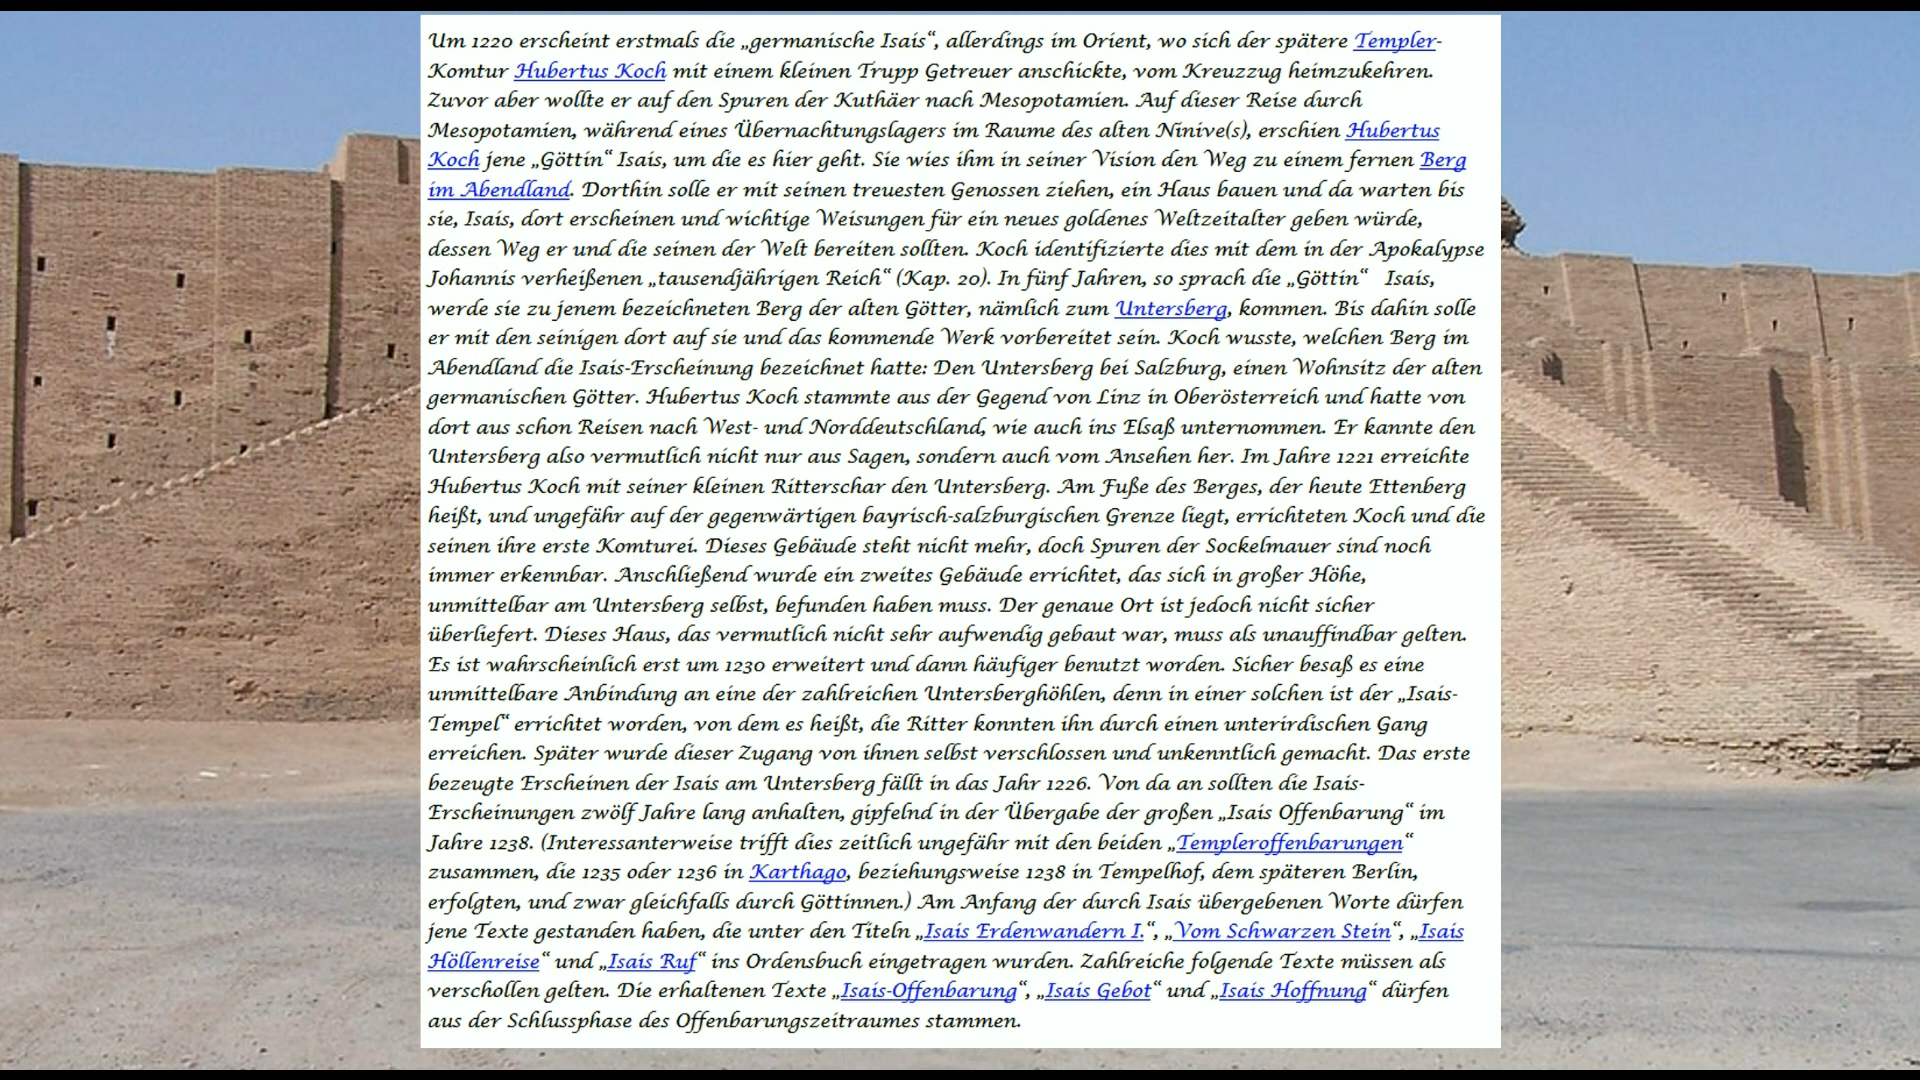 Um 1220 erscheint erstmals die „germanische Isais“, allerdings im Orient, wo sich der spätere Templer-
Komtur Hubertus Koch mit einem kleinen Trupp Getreuer anschickte, vom Kreuzzug heimzukehren.
Zuvor aber wollte er auf den Spuren der Kuthäer nach Mesopotamien. Auf dieser Reise durch
Mesopotamien, während eines Übernachtungslagers im Raume des alten Ninive(s), erschien Hubertus
Koch jene „Göttin“ Isais, um die es hier geht. Sie wies ihm in seiner Vision den Weg zu einem fernen Berg
im Abendland. Dorthin solle er mit seinen treuesten Genossen ziehen, ein Haus bauen und da warten bis
sie, Isais, dort erscheinen und wichtige Weisungen für ein neues goldenes Weltzeitalter geben würde,
dessen Weg er und die seinen der Welt bereiten sollten. Koch identifizierte dies mit dem in der Apokalypse
Johannis verheißenen „tausendjährigen Reich“ (Kap. 20). In fünf Jahren, so sprach die „Göttin“ Isais,
werde sie zu jenem bezeichneten Berg der alten Götter, nämlich zum Untersberg, kommen. Bis dahin solle
er mit den seinigen dort auf sie und das kommende Werk vorbereitet sein. Koch wusste, welchen Berg im
Abendland die Isais-Erscheinung bezeichnet hatte: Den Untersberg bei Salzburg, einen Wohnsitz der alten
germanischen Götter. Hubertus Koch stammte aus der Gegend von Linz in Oberösterreich und hatte von
dort aus schon Reisen nach West- und Norddeutschland, wie auch ins Elsaß unternommen. Er kannte den
Untersberg also vermutlich nicht nur aus Sagen, sondern auch vom Ansehen her. Im Jahre 1221 erreichte
Hubertus Koch mit seiner kleinen Ritterschar den Untersberg. Am Fuße des Berges, der heute Ettenberg
heißt, und ungefähr auf der gegenwärtigen bayrisch-salzburgischen Grenze liegt, errichteten Koch und die
seinen ihre erste Komturei. Dieses Gebäude steht nicht mehr, doch Spuren der Sockelmauer sind noch
immer erkennbar. Anschließend wurde ein zweites Gebäude errichtet, das sich in großer Höhe,
unmittelbar am Untersberg selbst, befunden haben muss. Der genaue Ort ist jedoch nicht sicher
überliefert. Dieses Haus, das vermutlich nicht sehr aufwendig gebaut war, muss als unauffindbar gelten.
Es ist wahrscheinlich erst um 1230 erweitert und dann häufiger benutzt worden. Sicher besaß es eine
unmittelbare Anbindung an eine der zahlreichen Untersberghöhlen, denn in einer solchen ist der „Isais-
Tempel“ errichtet worden, von dem es heißt, die Ritter konnten ihn durch einen unterirdischen Gang
erreichen. Später wurde dieser Zugang von ihnen selbst verschlossen und unkenntlich gemacht. Das erste
bezeugte Erscheinen der Isais am Untersberg fällt in das Jahr 1226. Von da an sollten die Isais-
Erscheinungen zwölf Jahre lang anhalten, gipfelnd in der Übergabe der großen „Isais Offenbarung“ im
Jahre 1238. (Interessanterweise trifft dies zeitlich ungefähr mit den beiden „Templeroffenbarungen“
zusammen, die 1235 oder 1236 in Karthago, beziehungsweise 1238 in Tempelhof, dem späteren Berlin,
erfolgten, und zwar gleichfalls durch Göttinnen.) Am Anfang der durch Isais übergebenen Worte dürfen
jene Texte gestanden haben, die unter den Titeln „Isais Erdenwandern I.“, „Vom Schwarzen Stein“, „Isais
Höllenreise“ und „Isais Ruf“ ins Ordensbuch eingetragen wurden. Zahlreiche folgende Texte müssen als
verschollen gelten. Die erhaltenen Texte „Isais-Offenbarung“, „Isais Gebot“ und „Isais Hoffnung“ dürfen
aus der Schlussphase des Offenbarungszeitraumes stammen.